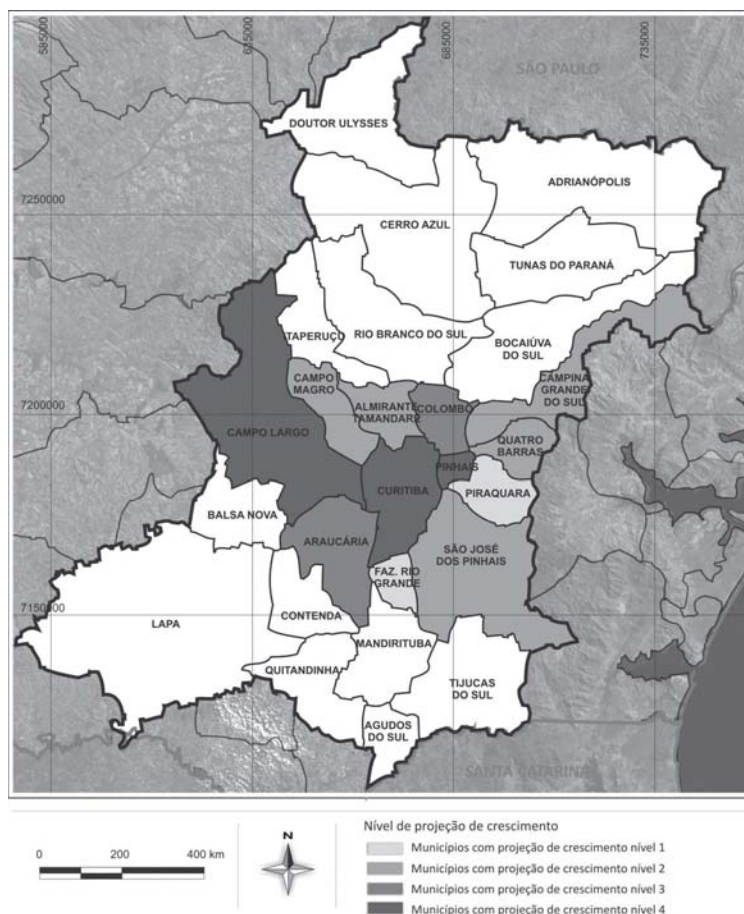 585000
635000
685000
735000
SÃO PAULO
DOUTOR ULYSSES
ADRIANÓPOLIS
7250000
CERRO AZUL
TUNAS DO PARANÁ
ITAPERUÇU
RIO BRANCO DO SUL
BOCAIÚVA
DO SUL
CAMPO
MAGRO
CAMPINA
GRANDE
DO SUL
ALMIRANTE
TAMANDARÉ
COLOMBO
7200000
CAMPO LARGO
QUATRO
BARRAS
PINHAIS
CURITIBA
PIRAQUARA
BALSA NOVA
ARAUCÁRIA
SÃO JOSÉ
DOS PINHAIS
FAZ. RIO
GRANDE
7150000
LAPA
CONTENDA
MANDIRITUBA
QUITANDINHA
TIJUCAS
DO SUL
AGUDOS
DO SUL
SANTA CATARINA
Nível de projeção de crescimento
Municípios com projeção de crescimento nível 1
Municípios com projeção de crescimento nível 2
Municípios com projeção de crescimento nível 3
Municípios com projeção de crescimento nível 4
0 200 400 km
N